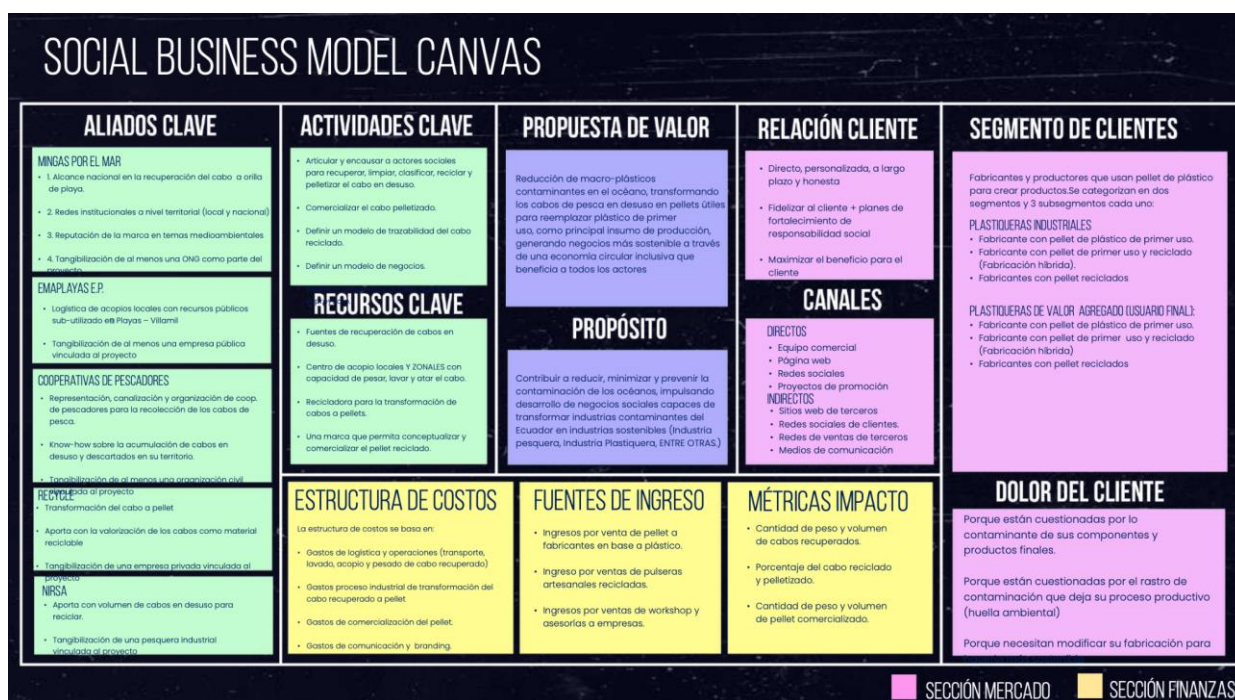 SOCIAL BUSINESS MODEL CANVAS
ALIADOS CLAVE
MINGAS POR EL MAR
• 1. Alcance nacional en la recuperación del cabo a orilla
de playa.
• 2. Redes institucionales a nivel territorial (local y nacional)
• 3. Reputación de la marca en temas medioambientales
• 4. Tangibilización de al menos una ONG como parte del
proyecto
EMAPLAYAS E.P.
• Logística de acopios locales con recursos públicos
sub-utilizado en Playas – Villamil
• Tangibilización de al menos una empresa pública
vinculada al proyecto
COOPERATIVAS DE PESCADORES
• Representación, canalización y organización de coop.
de pescadores para la recolección de los cabos de
pesca.
• Know-how sobre la acumulación de cabos en
desuso y descartados en su territorio.
• Tangibilización de al menos una organización civil
vinculada al proyecto
RECYCLE
• Transformación del cabo a pellet
• Aporta con la valorización de los cabos como material
reciclable
• Tangibilización de una empresa privada vinculada al
proyecto
NIRSA
• Aporta con volumen de cabos en desuso para
reciclar.
• Tangibilización de una pesquera industrial
vinculada al proyecto
ACTIVIDADES CLAVE
• Articular y encausar a actores sociales
para recuperar, limpiar, clasificar, reciclar y
pelletizar el cabo en desuso.
• Comercializar el cabo pelletizado.
• Definir un modelo de trazabilidad del cabo
reciclado.
• Definir un modelo de negocios.
RECURSOS CLAVE
• Fuentes de recuperación de cabos en
desuso.
• Centro de acopio locales Y ZONALES con
capacidad de pesar, lavar y atar el cabo.
• Recicladora para la transformación de
cabos a pellets.
• Una marca que permita conceptualizar y
comercializar el pellet reciclado.
PROPUESTA DE VALOR
Reducción de macro-plásticos
contaminantes en el océano, transformando
los cabos de pesca en desuso en pellets útiles
para reemplazar plástico de primer
uso, como principal insumo de producción,
generando negocios más sostenible a través
de una economía circular inclusiva que
beneficia a todos los actores
PROPÓSITO
Contribuir a reducir, minimizar y prevenir la
contaminación de los océanos, impulsando
desarrollo de negocios sociales capaces de
transformar industrias contaminantes del
Ecuador en industrias sostenibles (Industria
pesquera, Industria Plastiquera, ENTRE OTRAS.)
RELACIÓN CLIENTE
• Directo, personalizada, a largo
plazo y honesta
• Fidelizar al cliente + planes de
fortalecimiento de
responsabilidad social
• Maximizar el beneficio para el
cliente
CANALES
DIRECTOS
• Equipo comercial
• Página web
• Redes sociales
• Proyectos de promoción
INDIRECTOS
• Sitios web de terceros
• Redes sociales de clientes.
• Redes de ventas de terceros
• Medios de comunicación
SEGMENTO DE CLIENTES
Fabricantes y productores que usan pellet de plástico
para crear productos.Se categorizan en dos
segmentos y 3 subsegmentos cada uno:
PLASTIQUERAS INDUSTRIALES
• Fabricante con pellet de plástico de primer uso.
• Fabricante con pellet de primer uso y reciclado
(Fabricación híbrida).
• Fabricantes con pellet reciclados
PLASTIQUERAS DE VALOR AGREGADO (USUARIO FINAL):
• Fabricante con pellet de plástico de primer uso.
• Fabricante con pellet de primer uso y reciclado
(Fabricación híbrida)
• Fabricantes con pellet reciclados
DOLOR DEL CLIENTE
Porque están cuestionadas por lo
contaminante de sus componentes y
productos finales.
Porque están cuestionadas por el rastro de
contaminación que deja su proceso productivo
(huella ambiental)
Porque necesitan modificar su fabricación para
ESTRUCTURA DE COSTOS
La estructura de costos se basa en:
• Gastos de logística y operaciones (transporte,
lavado, acopio y pesado de cabo recuperado)
• Gastos proceso industrial de transformación del
cabo recuperado a pellet
• Gastos de comercialización del pellet.
• Gastos de comunicación y branding.
FUENTES DE INGRESO
• Ingresos por venta de pellet a
fabricantes en base a plástico.
• Ingreso por ventas de pulseras
artesanales recicladas.
• Ingresos por ventas de workshop y
asesorías a empresas.
MÉTRICAS IMPACTO
• Cantidad de peso y volumen
de cabos recuperados.
• Porcentaje del cabo reciclado
y pelletizado.
• Cantidad de peso y volumen
de pellet comercializado.
SECCIÓN MERCADO
SECCIÓN FINANZAS